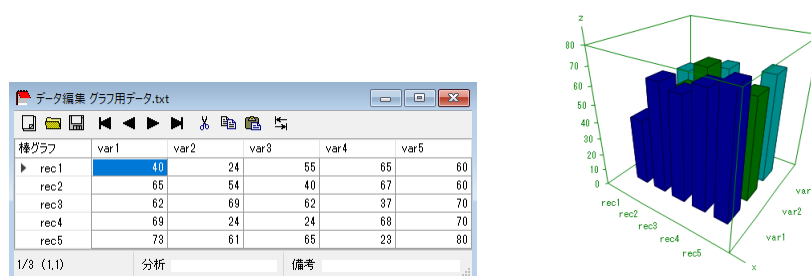 データ編集 グラフ用データ.txt
棒グラフ var1 var2 var3 var4 var5
rec1 40 24 55 65 60
rec2 65 54 40 67 60
rec3 62 69 62 37 70
rec4 69 24 24 68 70
rec5 73 61 65 23 80
1/3 (1,1) 分析 備考
z
80
70
60
50
40
30
20
10
0
rec1
rec2
rec3
rec4
rec5
x
var1
var2
var